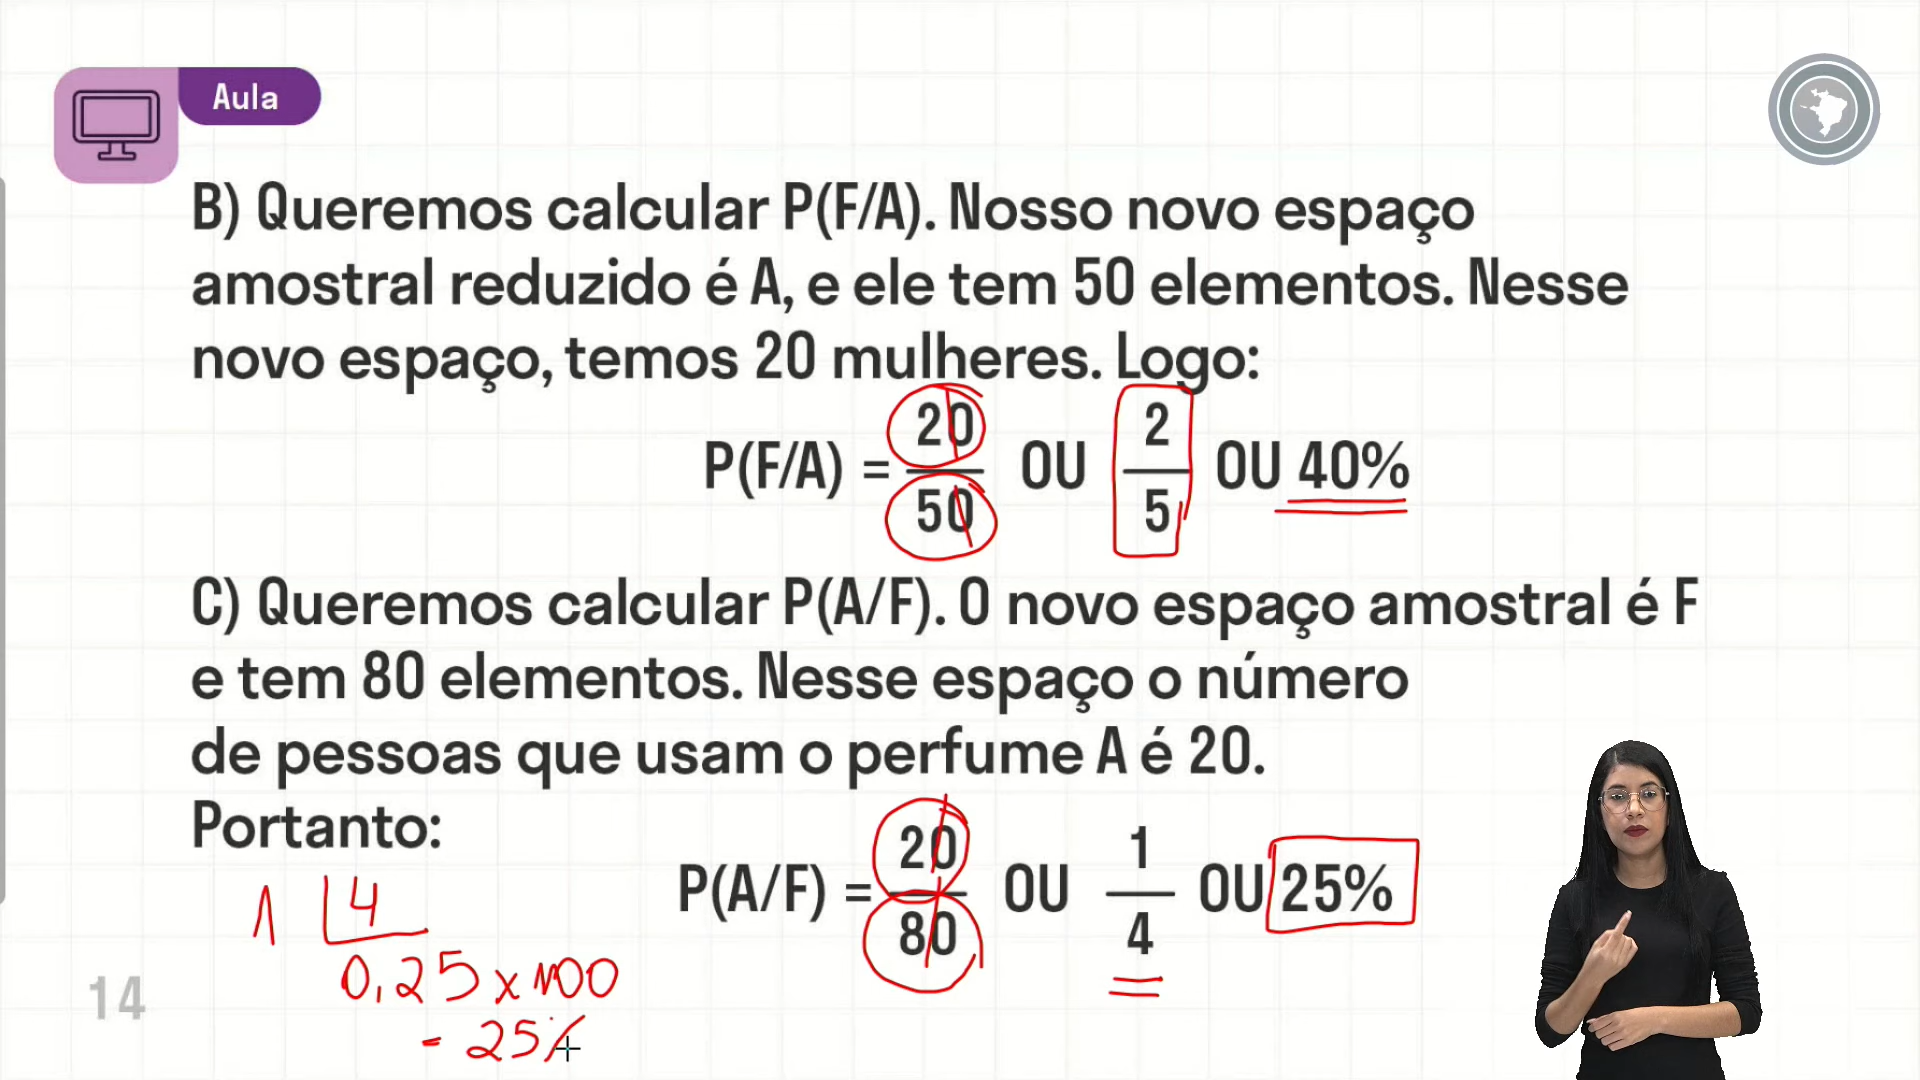 Aula
B) Queremos calcular P(F/A). Nosso novo espaço
amostral reduzido é A, e ele tem 50 elementos. Nesse
novo espaço, temos 20 mulheres. Logo:
P(F/A) = 20/50 OU 2/5 OU 40%
C) Queremos calcular P(A/F). O novo espaço amostral é F
e tem 80 elementos. Nesse espaço o número
de pessoas que usam o perfume A é 20.
Portanto:
P(A/F) = 20/80 OU 1/4 OU 25%
1 4
0,25 x 100
= 25%
14